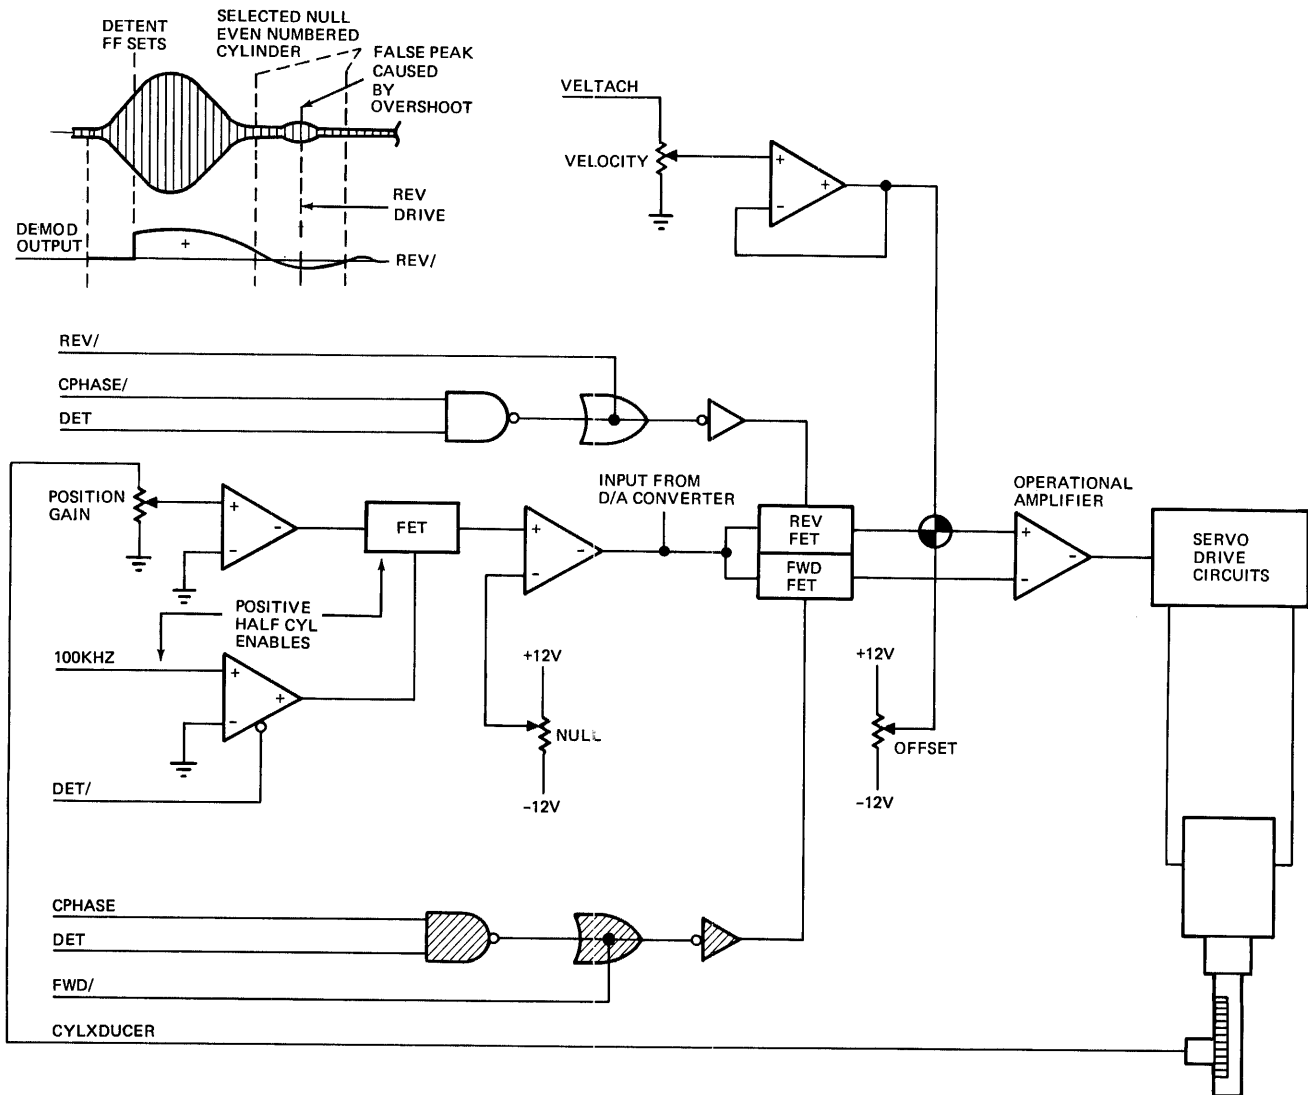 DETENT
FF SETS
SELECTED NULL
EVEN NUMBERED
CYLINDER
FALSE PEAK
CAUSED
BY
OVERSHOOT
REV
DRIVE
DEMOD
OUTPUT
+
REV/
VELTACH
VELOCITY
+
-
+
REV/
CPHASE/
DET
POSITION
GAIN
+
-
-
FET
+
-
-
INPUT FROM
D/A CONVERTER
REV
FET
FWD
FET
OPERATIONAL
AMPLIFIER
+
-
-
SERVO
DRIVE
CIRCUITS
POSITIVE
HALF CYL
ENABLES
100KHZ
+
-
+
DET/
+12V
NULL
-12V
+12V
OFFSET
-12V
CPHASE
DET
FWD/
CYLXDUCER